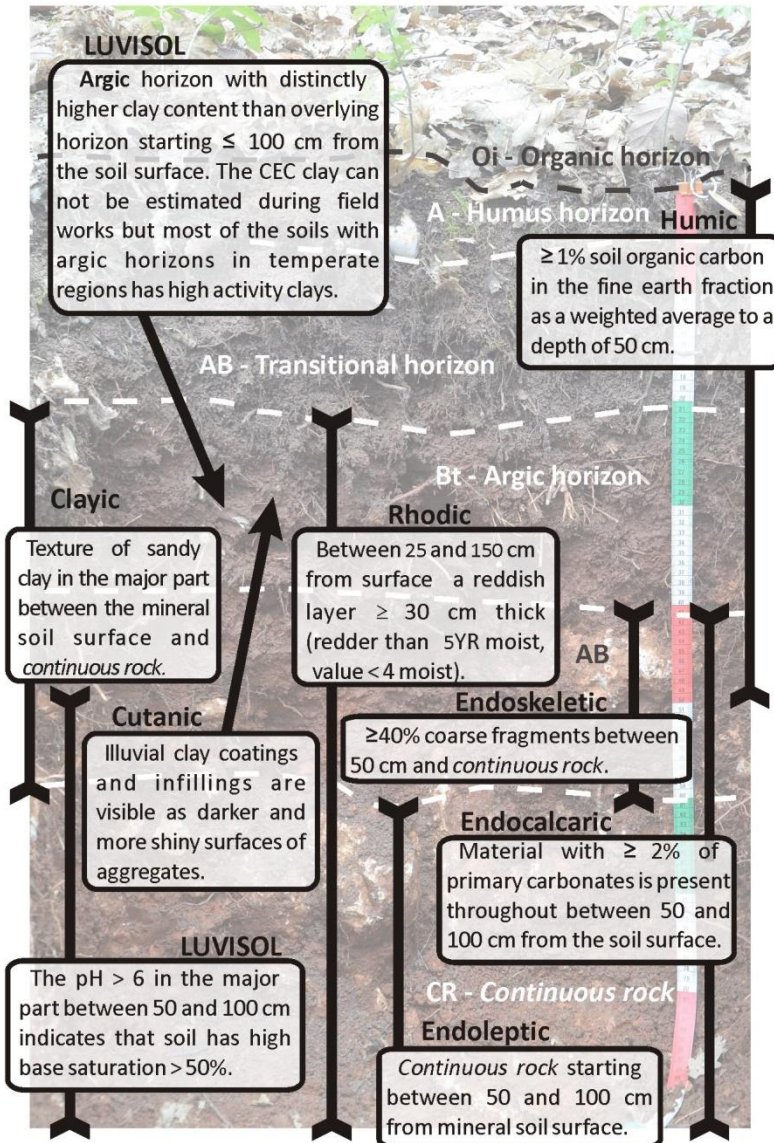 LUVISOL
Argic horizon with distinctly
higher clay content than overlying
horizon starting ≤ 100 cm from
the soil surface. The CEC clay can
not be estimated during field
works but most of the soils with
argic horizons in temperate
regions has high activity clays.
Oi - Organic horizon
A - Humus horizon
Humic
≥ 1% soil organic carbon
in the fine earth fraction
as a weighted average to a
depth of 50 cm.
AB - Transitional horizon
Bt - Argic horizon
Clayic
Texture of sandy
clay in the major part
between the mineral
soil surface and
continuous rock.
Rhodic
Between 25 and 150 cm
from surface a reddish
layer ≥ 30 cm thick
(redder than 5YR moist,
value < 4 moist).
AB
Cutanic
Illuvial clay coatings
and infillings are
visible as darker and
more shiny surfaces of
aggregates.
Endoskeletic
≥40% coarse fragments between
50 cm and continuous rock.
Endocalcaric
Material with ≥ 2% of
primary carbonates is present
throughout between 50 and
100 cm from the soil surface.
LUVISOL
The pH > 6 in the major
part between 50 and 100 cm
indicates that soil has high
base saturation > 50%.
CR - Continuous rock
Endoleptic
Continuous rock starting
between 50 and 100 cm
from mineral soil surface.